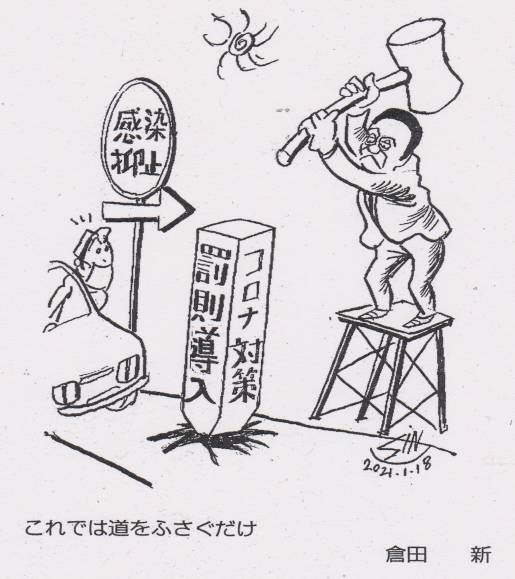 感染
抑止
コロナ対策
罰則導入
SIN
2021.1.18
これでは道をふさぐだけ
倉田　新